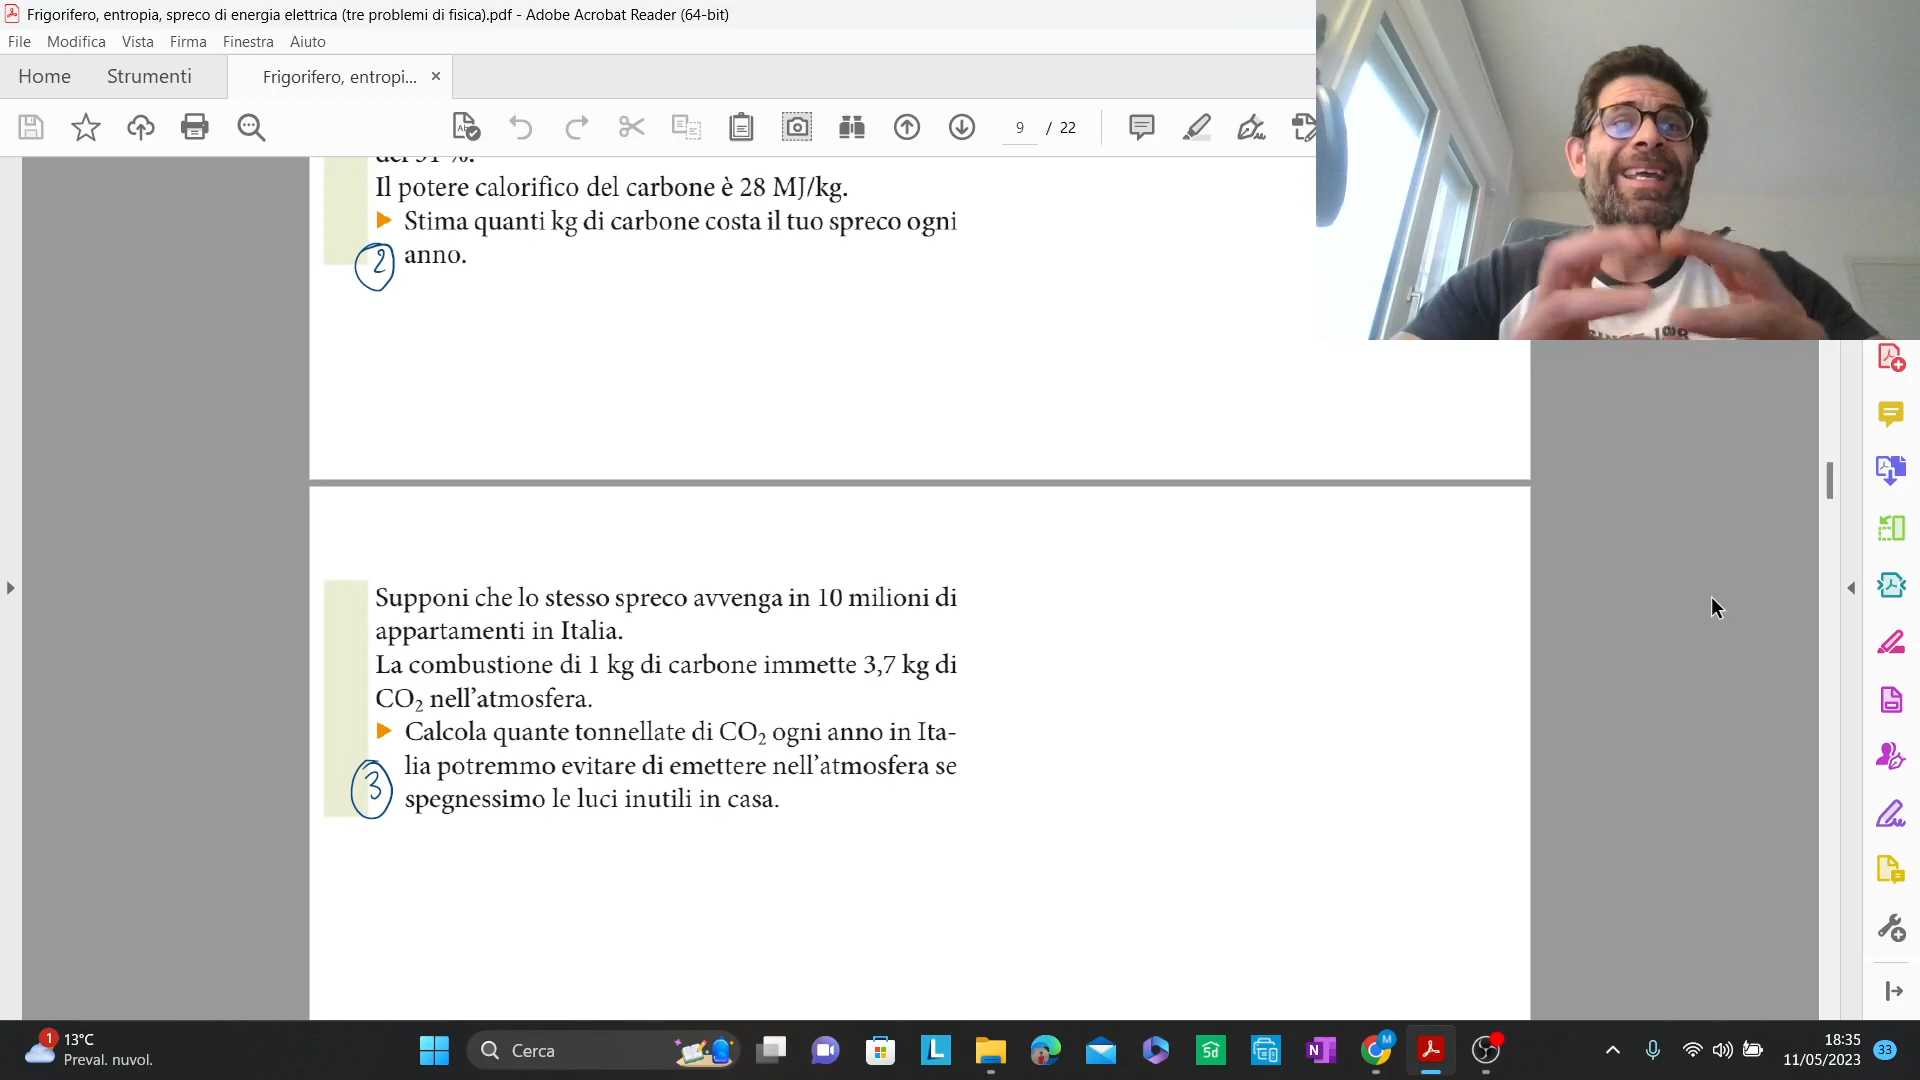 Frigorifero, entropia, spreco di energia elettrica (tre problemi di fisica).pdf - Adobe Acrobat Reader (64-bit)
File Modifica Vista Firma Finestra Aiuto
Home Strumenti Frigorifero, entropi... ×
9 / 22
Il potere calorifico del carbone è 28 MJ/kg.
Stima quanti kg di carbone costa il tuo spreco ogni
anno.
2
Supponi che lo stesso spreco avvenga in 10 milioni di
appartamenti in Italia.
La combustione di 1 kg di carbone immette 3,7 kg di
CO₂ nell'atmosfera.
Calcola quante tonnellate di CO₂ ogni anno in Ita-
lia potremmo evitare di emettere nell'atmosfera se
spegnessimo le luci inutili in casa.
3
1
13°C
Preval. nuvol.
Cerca
18:35
11/05/2023
33